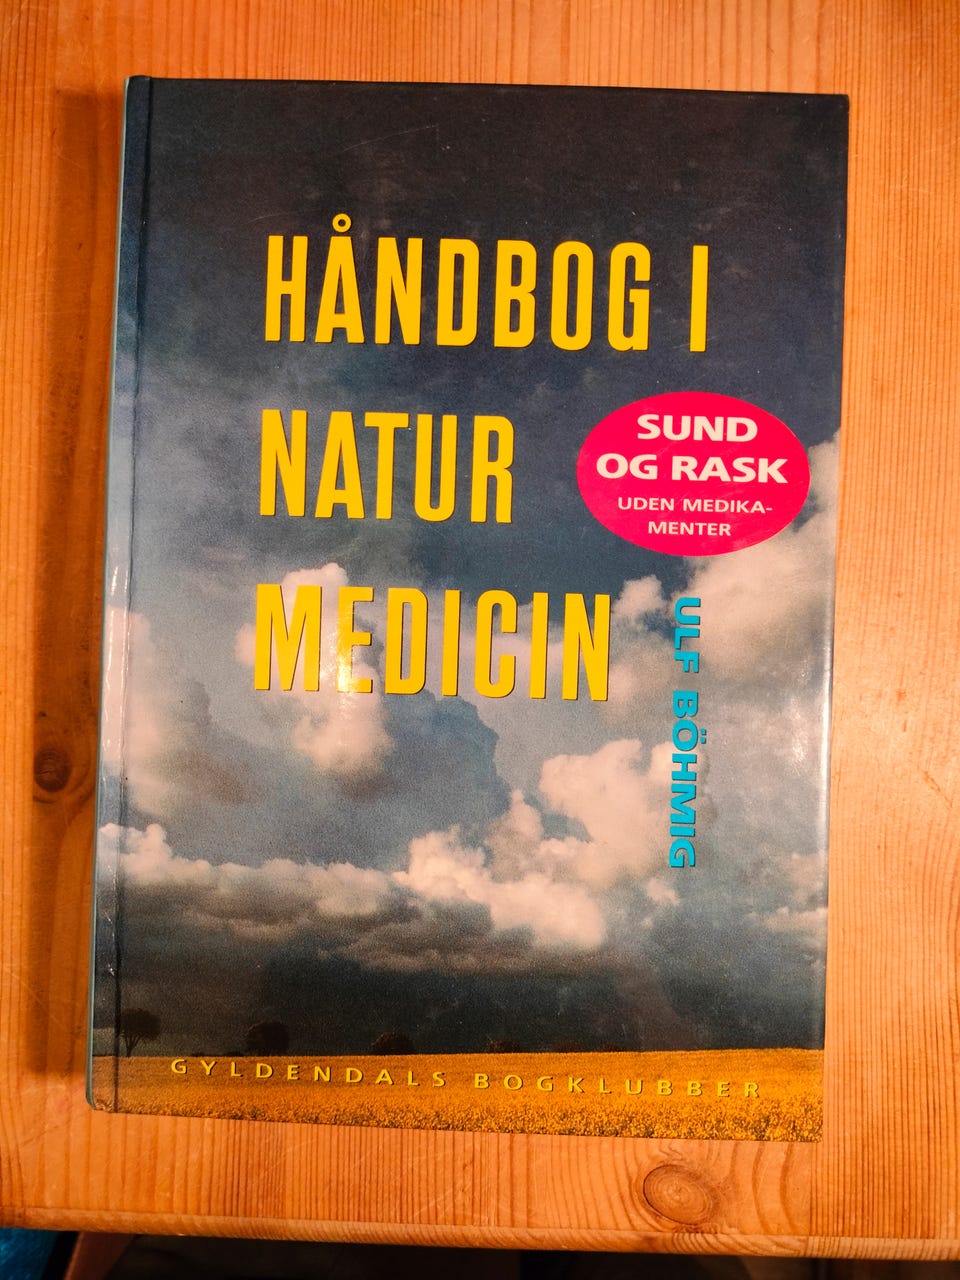 HÅNDBOG I
NATUR
MEDICIN
SUND
OG RASK
UDEN MEDIKA-
MENTER
ULF BÖHMIG
GYLDENDALS BOGKLUBBER